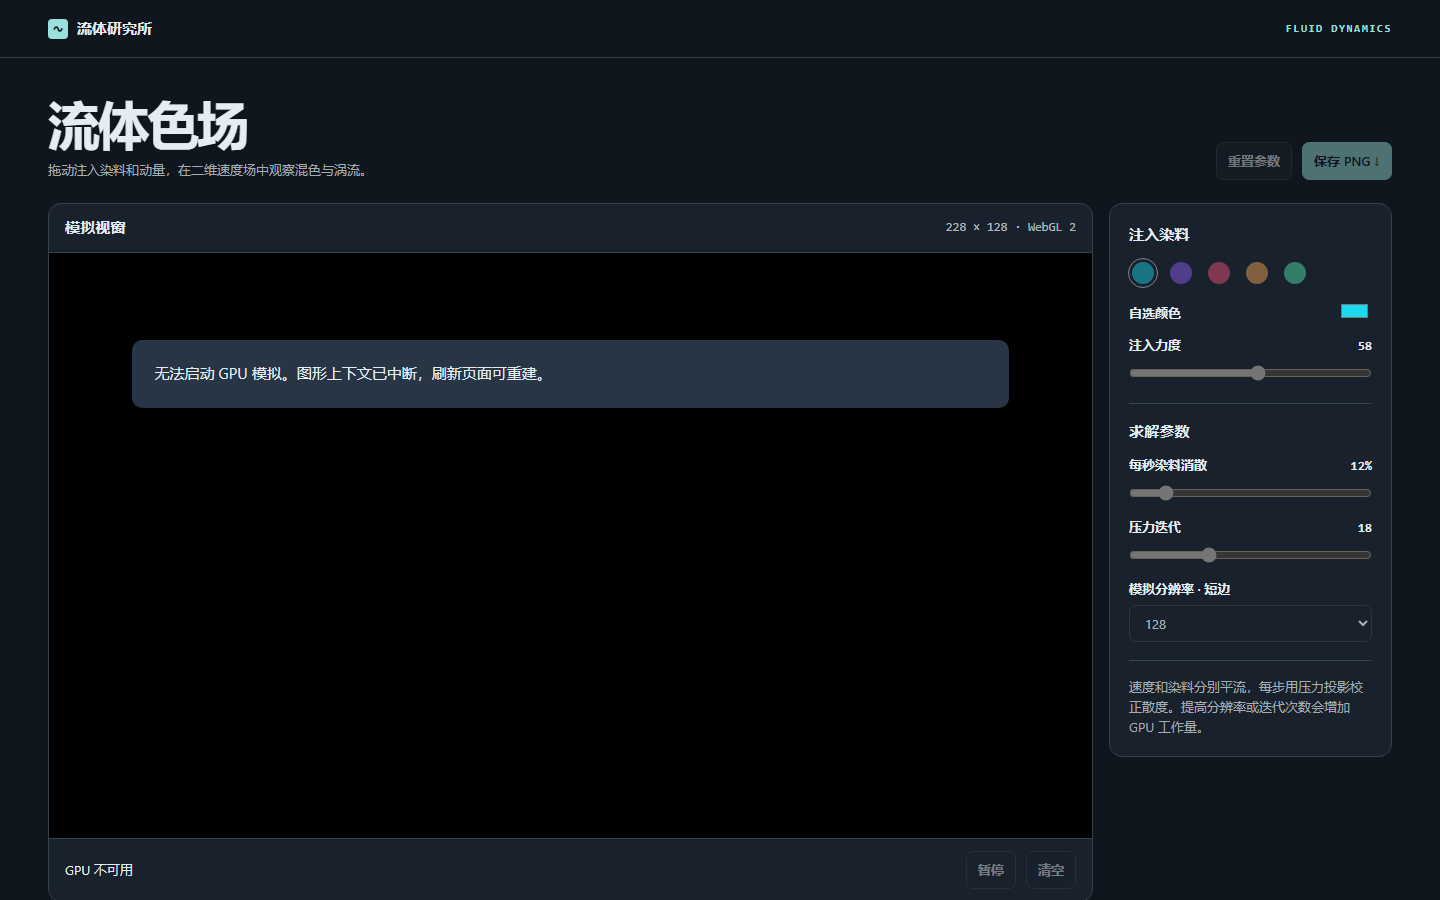 流体研究所
FLUID DYNAMICS
流体色场
拖动注入染料和动量，在二维速度场中观察混色与涡流。
重置参数
保存 PNG ↓
模拟视窗
228 × 128 · WebGL 2
无法启动 GPU 模拟。图形上下文已中断，刷新页面可重建。
GPU 不可用
暂停
清空
注入染料
自选颜色
注入力度 58
求解参数
每秒染料消散 12%
压力迭代 18
模拟分辨率 · 短边
128
速度和染料分别平流，每步用压力投影校
正散度。提高分辨率或迭代次数会增加
GPU 工作量。